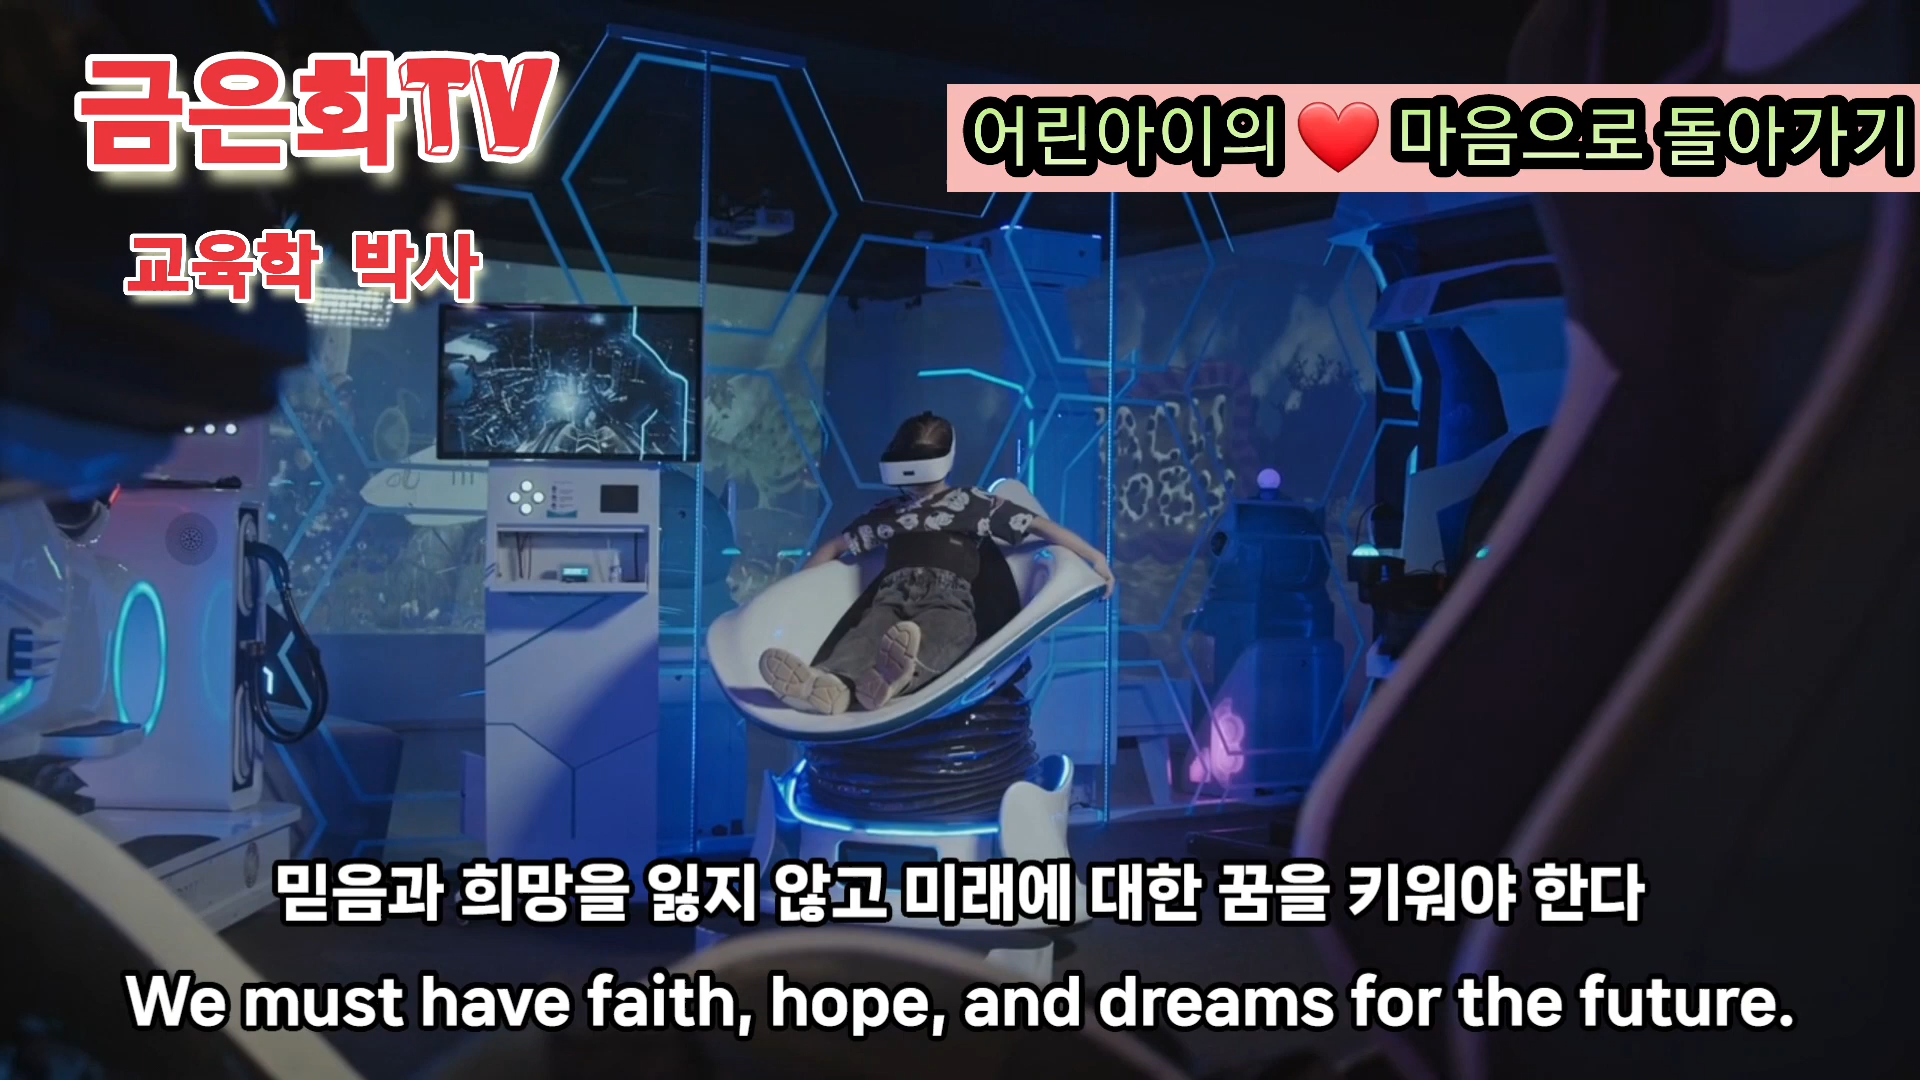 금은화TV
교육학 박사
어린아이의 ❤️ 마음으로 돌아가기
믿음과 희망을 잃지 않고 미래에 대한 꿈을 키워야 한다
We must have faith, hope, and dreams for the future.